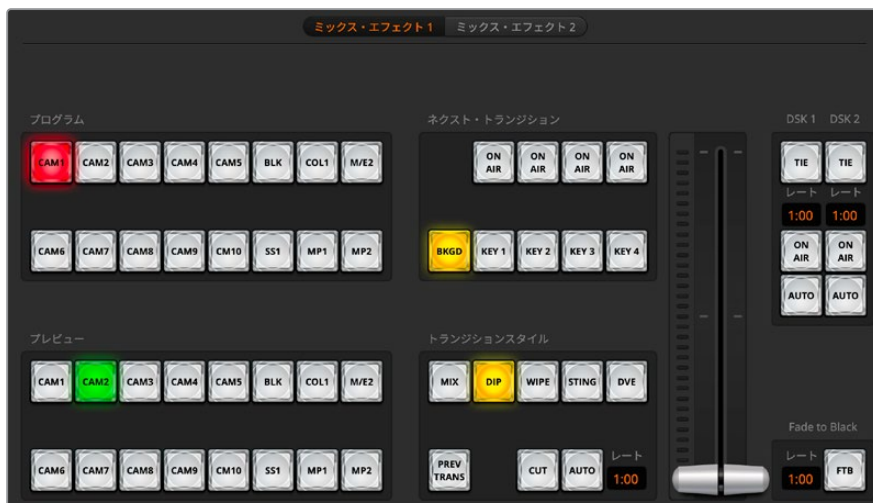 ミックス・エフェクト1 ミックス・エフェクト2
プログラム
CAM1 CAM2 CAM3 CAM4 CAM5 BLK COL1 M/E2
CAM6 CAM7 CAM8 CAM9 CM10 SS1 MP1 MP2
ネクスト・トランジション
ON AIR ON AIR ON AIR ON AIR
BKGD KEY 1 KEY 2 KEY 3 KEY 4
DSK 1 DSK 2
TIE TIE
レート レート
1:00 1:00
ON AIR ON AIR
AUTO AUTO
プレビュー
CAM1 CAM2 CAM3 CAM4 CAM5 BLK COL1 M/E2
CAM6 CAM7 CAM8 CAM9 CM10 SS1 MP1 MP2
トランジションスタイル
MIX DIP WIPE STING DVE
PREV TRANS CUT AUTO レート 1:00
Fade to Black
レート
1:00 FTB